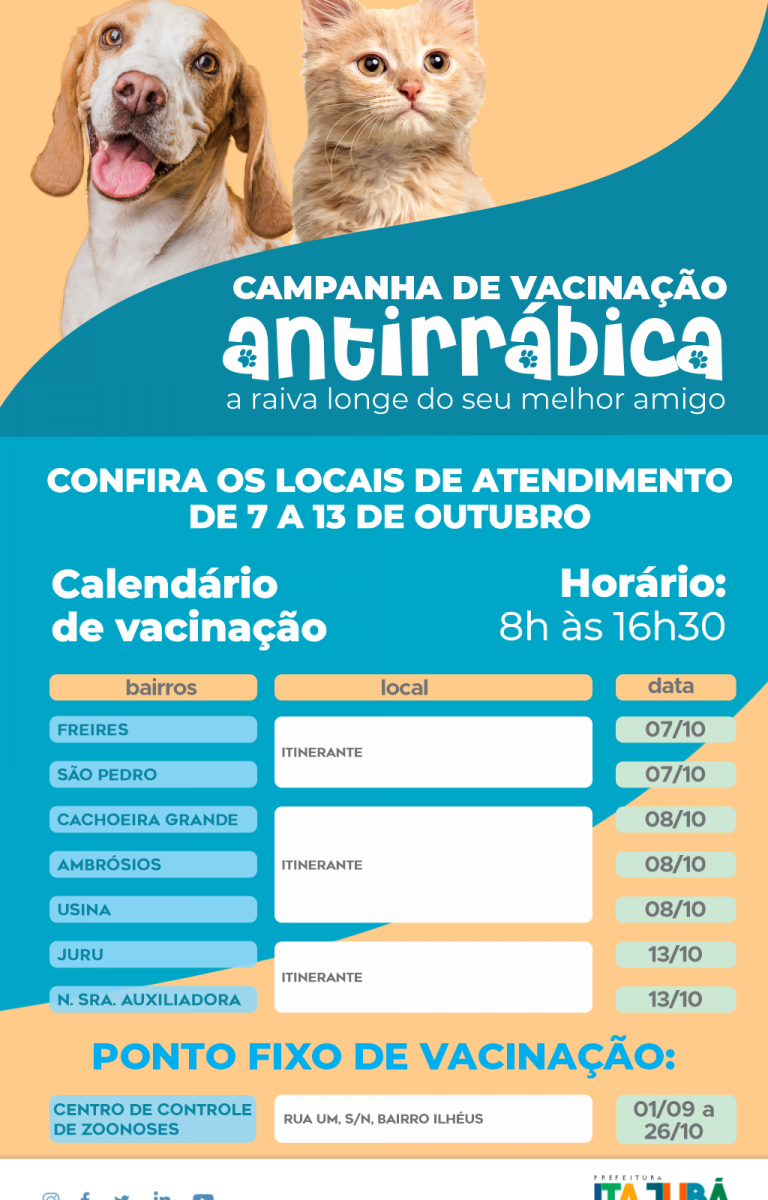 CAMPANHA DE VACINAÇÃO
antirrábica
a raiva longe do seu melhor amigo
CONFIRA OS LOCAIS DE ATENDIMENTO
DE 7 A 13 DE OUTUBRO
Calendário
de vacinação
Horário:
8h às 16h30
bairros local data
FREIRES 07/10
ITINERANTE
SÃO PEDRO 07/10
CACHOEIRA GRANDE 08/10
AMBRÓSIOS ITINERANTE 08/10
USINA 08/10
JURU 13/10
ITINERANTE
N. SRA. AUXILIADORA 13/10
PONTO FIXO DE VACINAÇÃO:
CENTRO DE CONTROLE
DE ZOONOSES
RUA UM, S/N, BAIRRO ILHÉUS
01/09 a
26/10
PREFEITURA
ITAJUBÁ